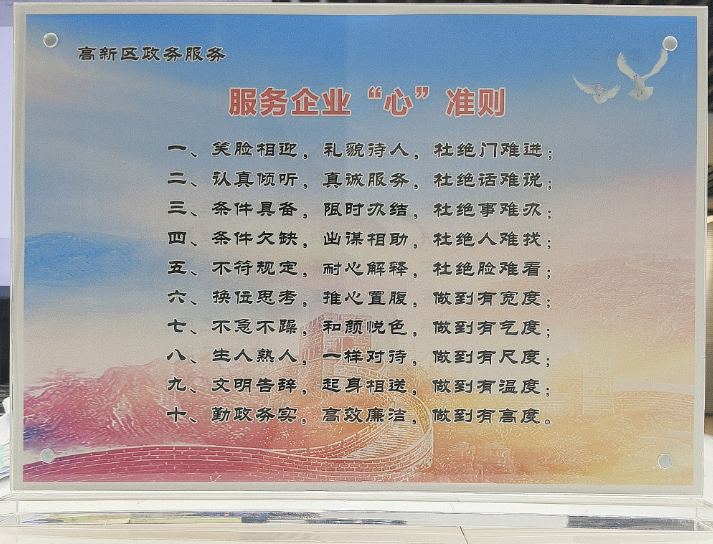 高新区政务服务
服务企业“心”准则
一、笑脸相迎，礼貌待人，杜绝门难进；
二、认真倾听，真诚服务，杜绝话难说；
三、条件具备，限时办结，杜绝事难办；
四、条件欠缺，出谋相助，杜绝人难找；
五、不符规定，耐心解释，杜绝脸难看；
六、换位思考，推心置腹，做到有宽度；
七、不急不躁，和颜悦色，做到有气度；
八、生人熟人，一样对待，做到有尺度；
九、文明告辞，起身相送，做到有温度；
十、勤政务实，高效廉洁，做到有高度。